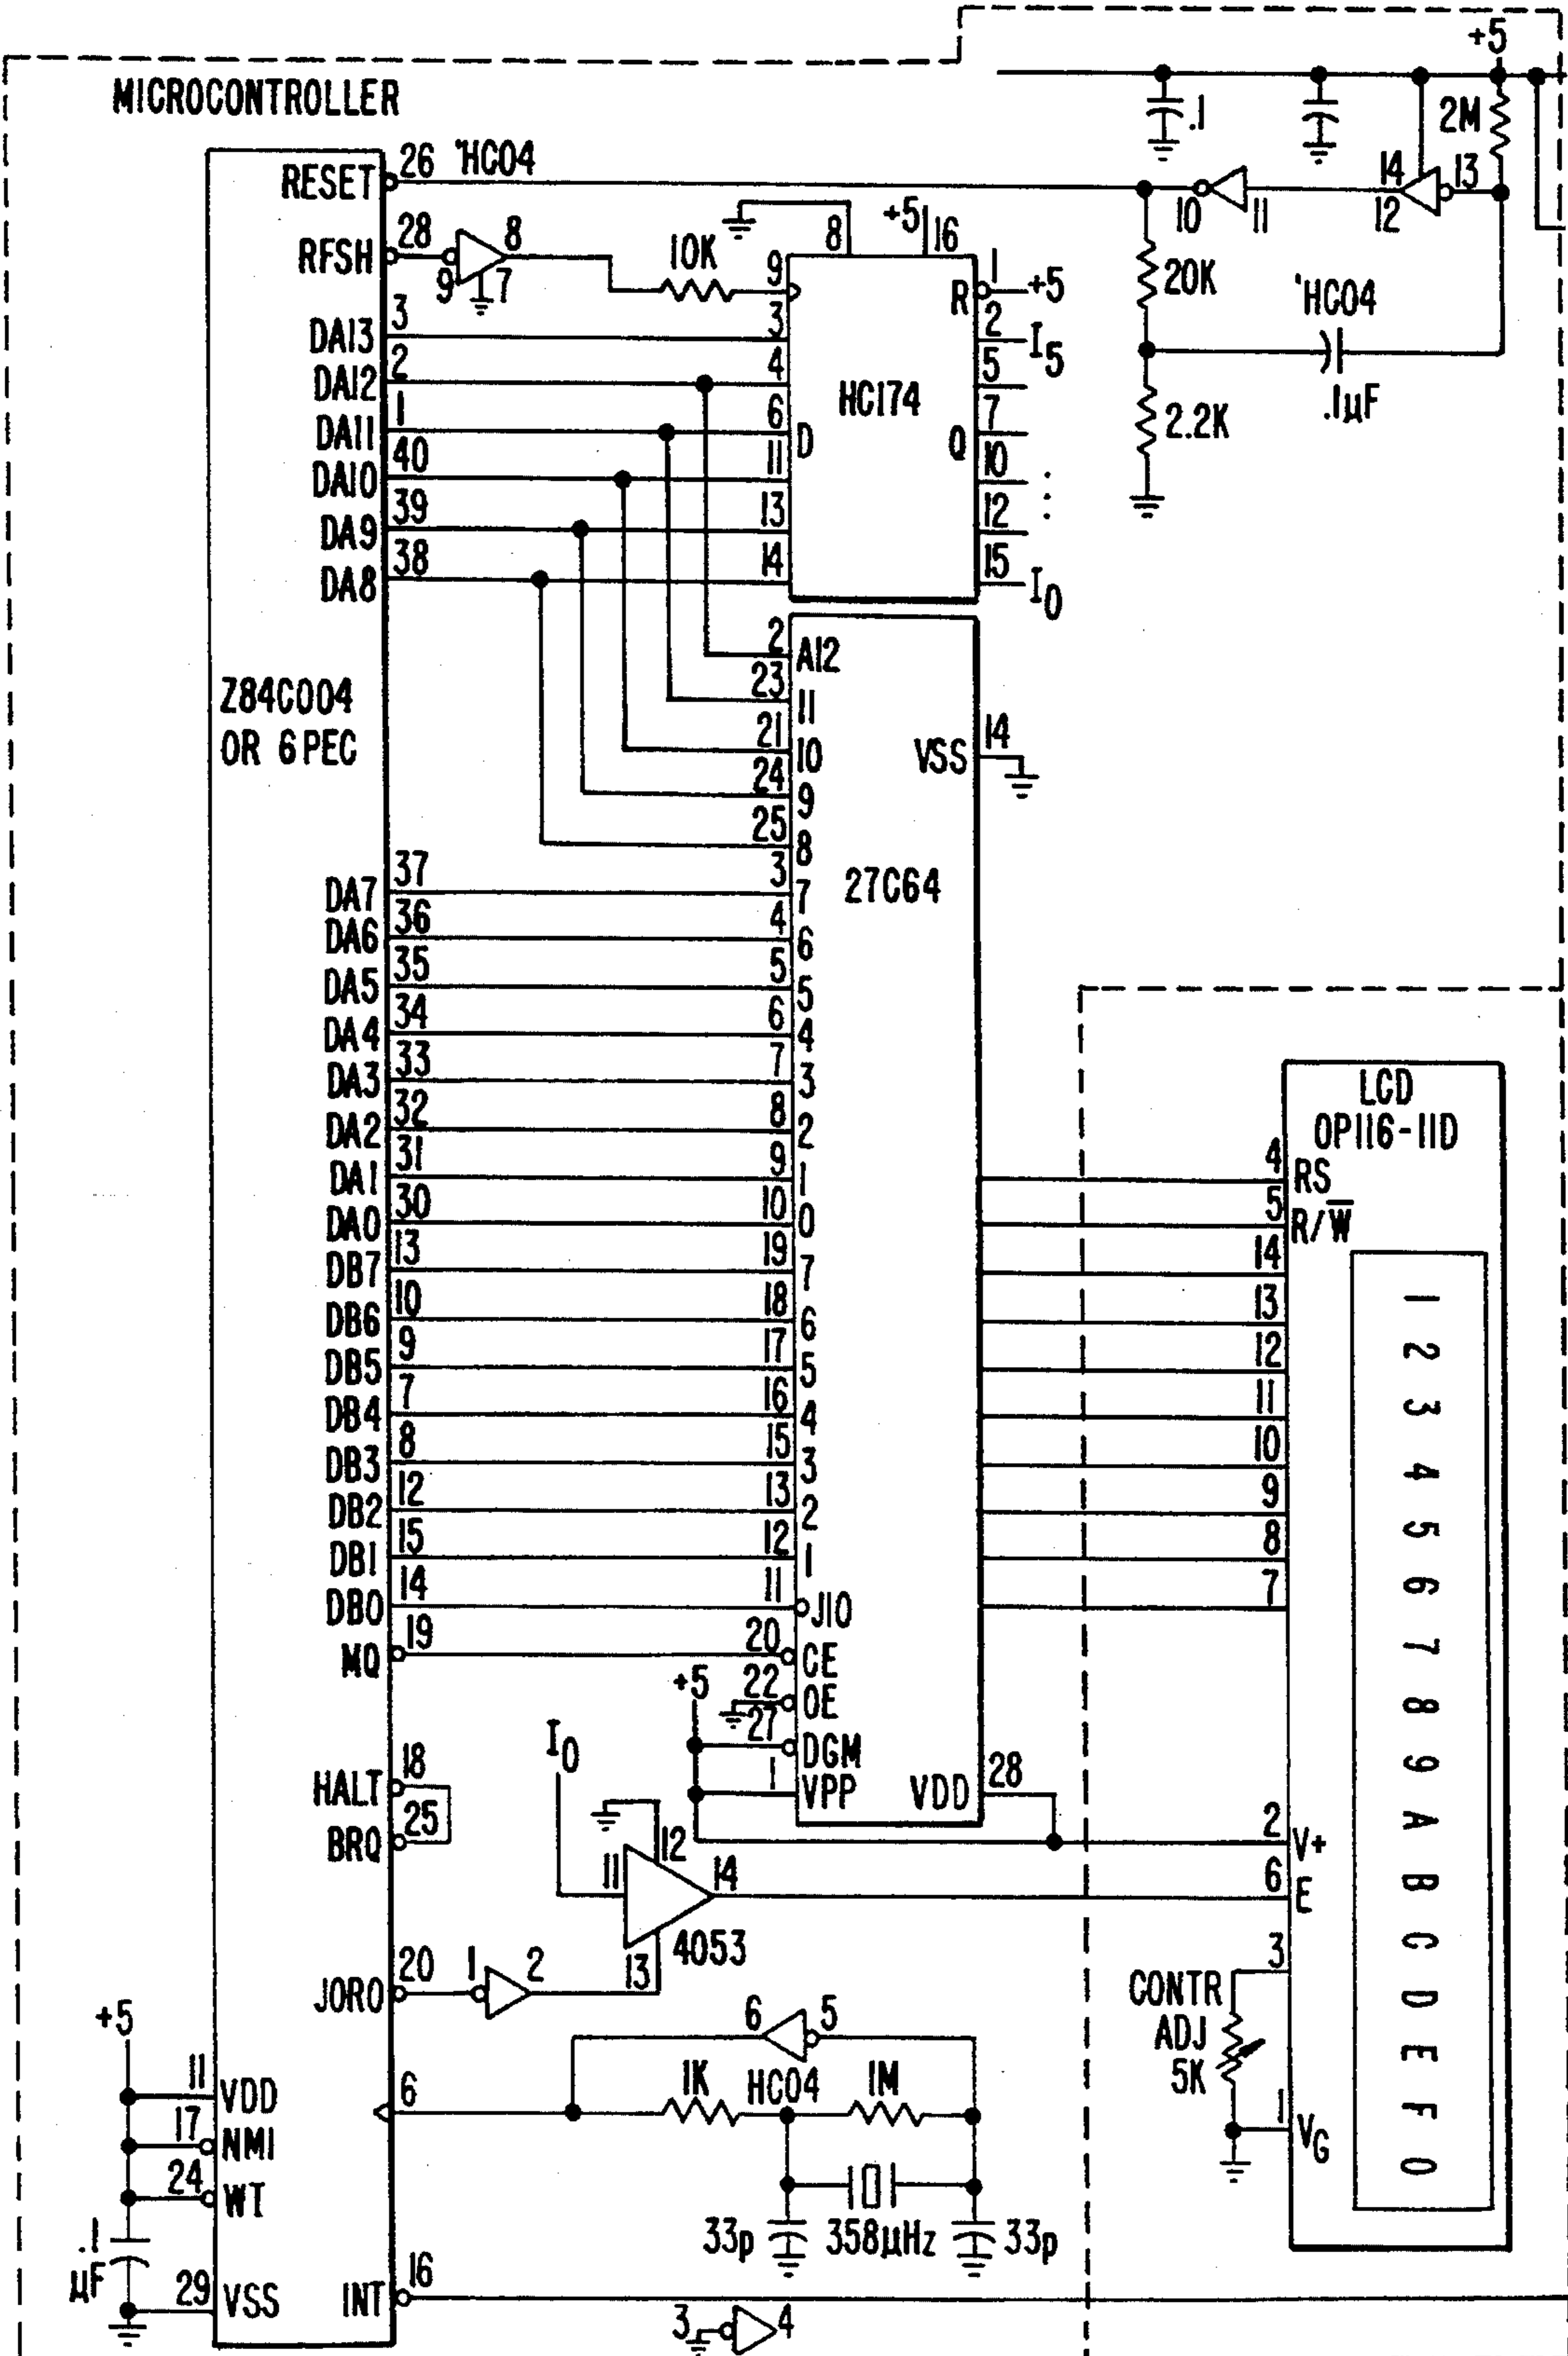 +5
MICROCONTROLLER
.1
2M
RESET 26 'HC04
14 13
10 11 12
RFSH 28 8
9 7
10K
8 +5 16
9 R 1 +5
20K
'HC04
.1µF
2.2K
DA13 3 3 2 I5
DA12 2 4 5
DA11 1 6 D HC174 Q 7
DA10 40 11 10
DA9 39 13 12
DA8 38 14 15 I0
Z84C004
OR 6 PEC
2 A12
23 11
21 10
24 9
25 8
VSS 14
27C64
DA7 37 3 7
DA6 36 4 6
DA5 35 5 5
DA4 34 6 4
DA3 33 7 3
DA2 32 8 2
DA1 31 9 1
DA0 30 10 0
DB7 13 19 7
DB6 10 18 6
DB5 9 17 5
DB4 7 16 4
DB3 8 15 3
DB2 12 13 2
DB1 15 12 1
DB0 14 11 J10
MQ 19 20 CE
+5 22 OE
27 DGM
1 VPP VDD 28
LCD
OP116-11D
4 RS
5 R/W̅
14
13
12
11
10
9
8
7
2 V+
6 E
3
1 VG
1 2 3 4 5 6 7 8 9 A B C D E F 0
CONTR
ADJ
5K
HALT 18
BRQ 25
I0
11 12 14
13 4053
JORO 20 1 2
6 5
6 1K HC04 1M
33p 358µHz 33p
+5
11 VDD
17 NMI
24 WT
.1
µF
29 VSS INT 16
3 4